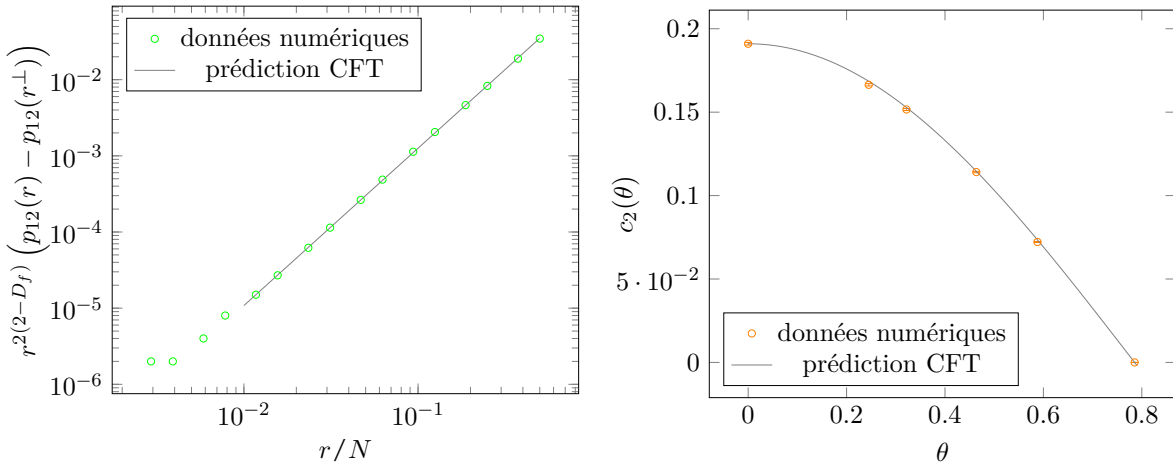 r^{2(2−D_f)} (p_{12}(r) − p_{12}(r^⊥))
10^{−2}
10^{−3}
10^{−4}
10^{−5}
10^{−6}
données numériques
prédiction CFT
10^{−2}
10^{−1}
r/N
c_2(θ)
0.2
0.15
0.1
5 · 10^{−2}
0
données numériques
prédiction CFT
0
0.2
0.4
0.6
0.8
θ